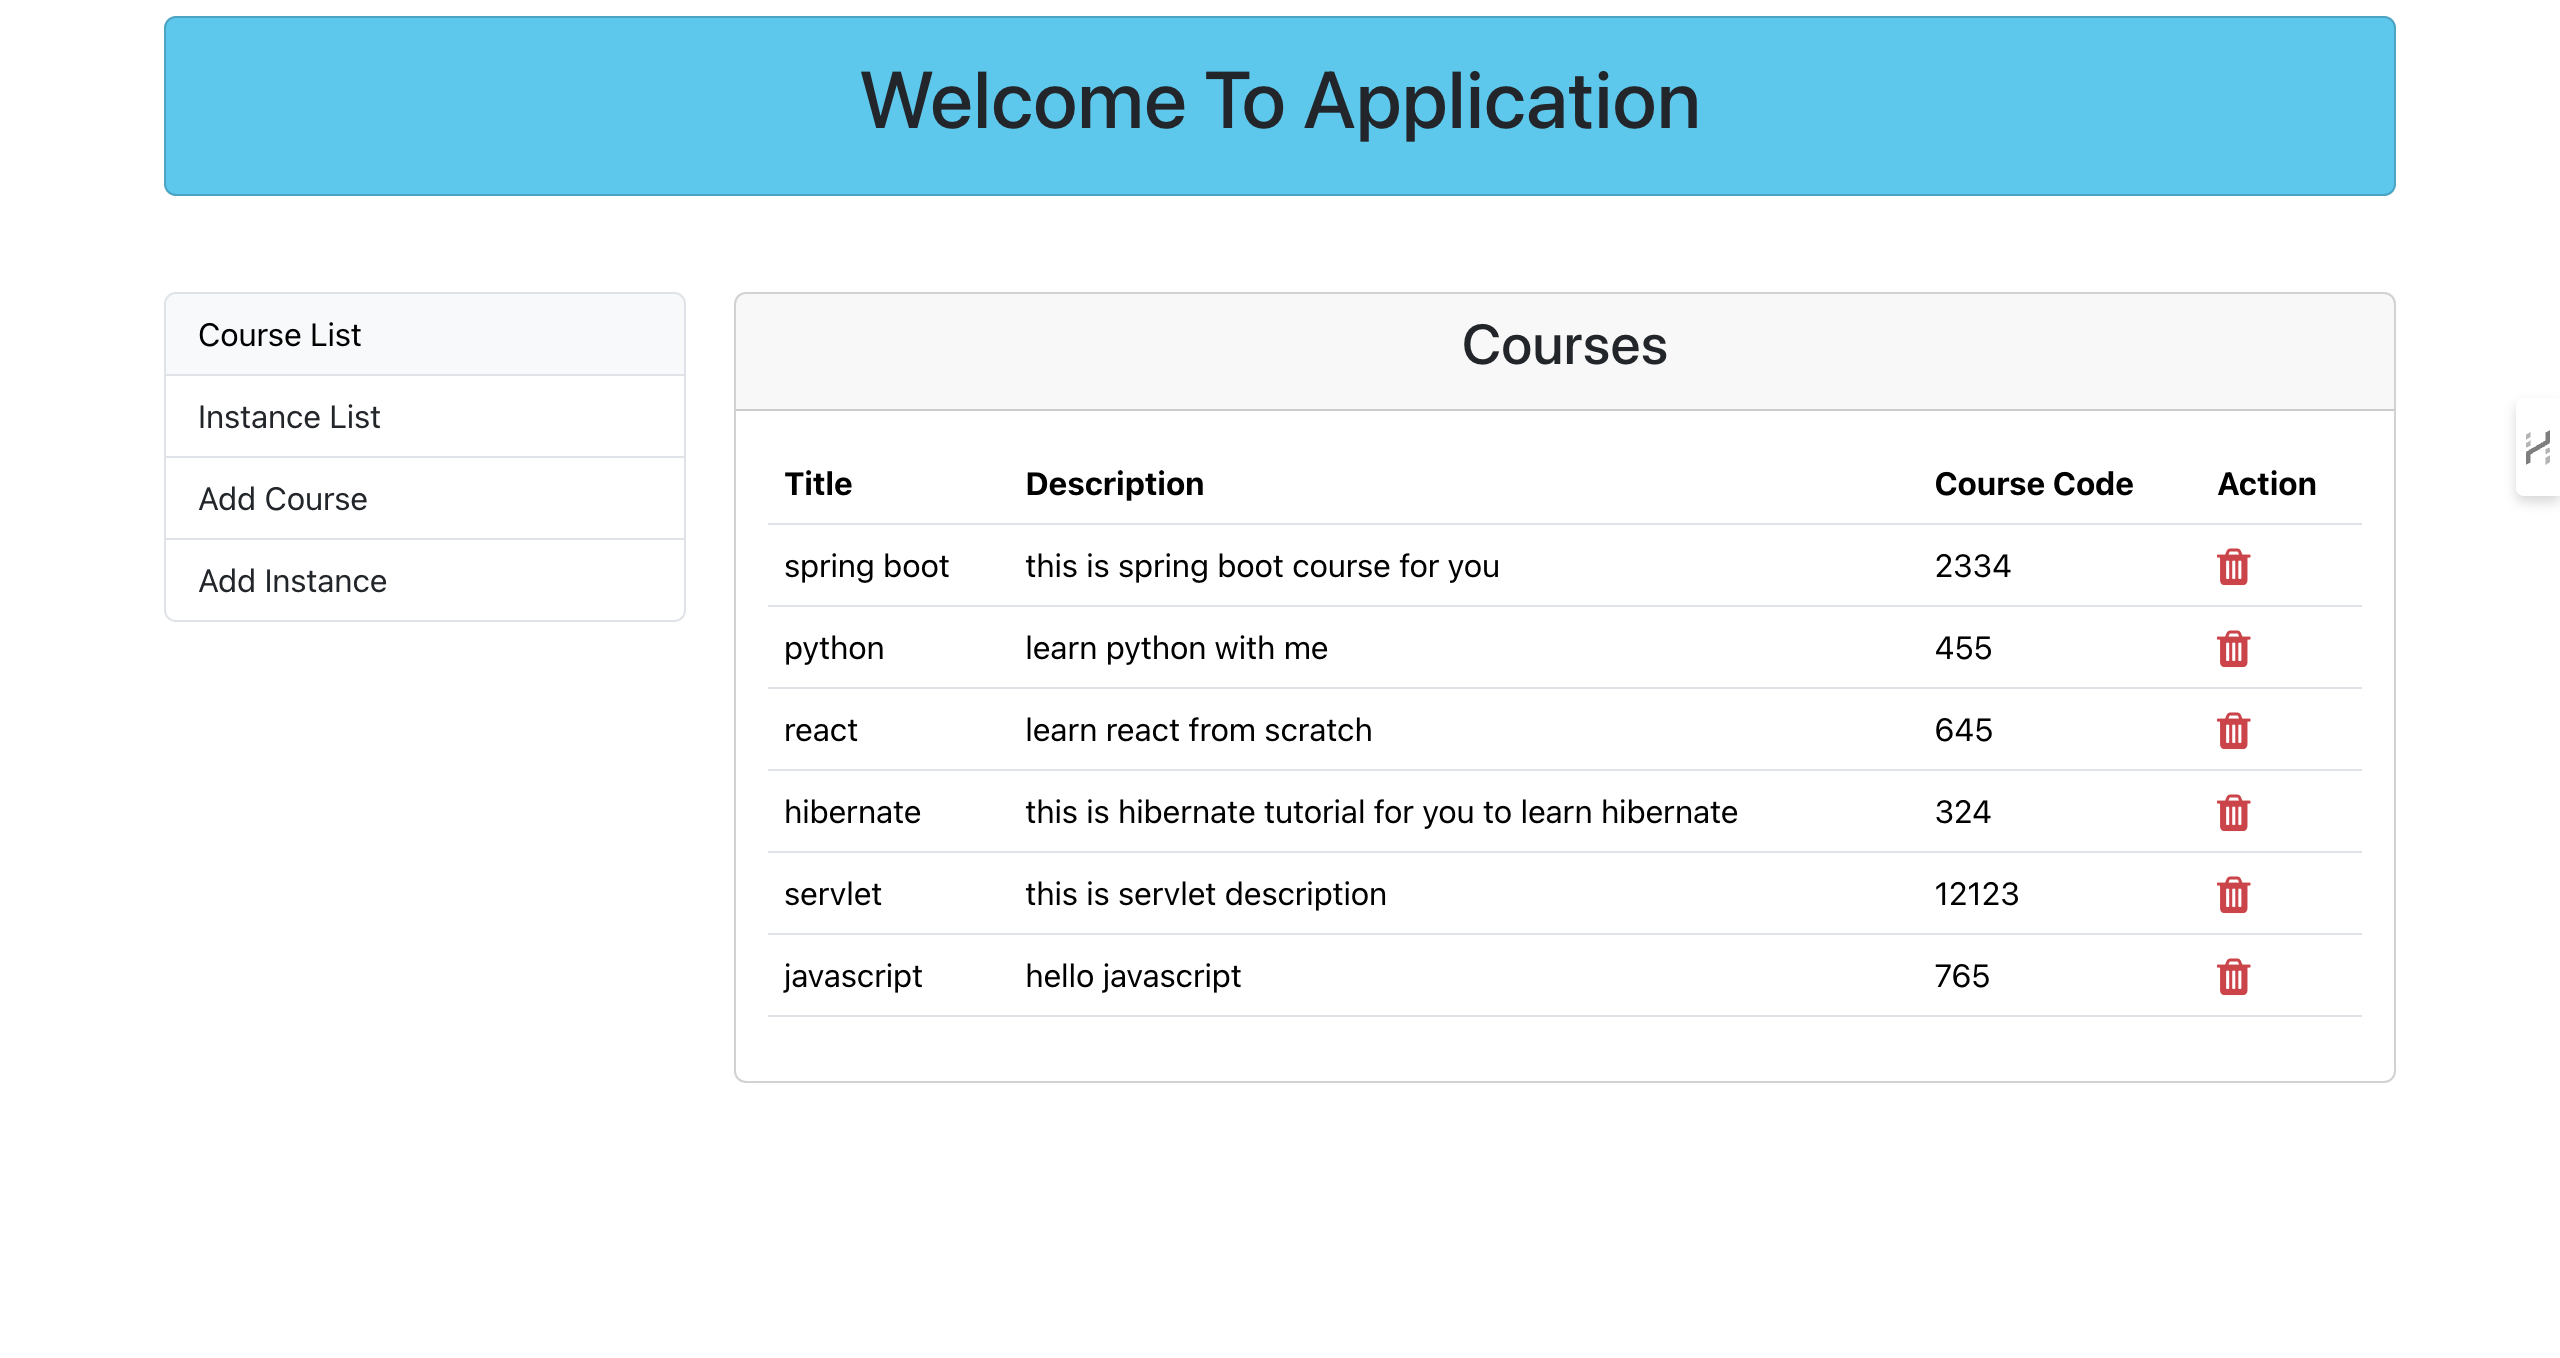 Welcome To Application
Course List
Instance List
Add Course
Add Instance
Courses
Title Description Course Code Action
spring boot this is spring boot course for you 2334
python learn python with me 455
react learn react from scratch 645
hibernate this is hibernate tutorial for you to learn hibernate 324
servlet this is servlet description 12123
javascript hello javascript 765